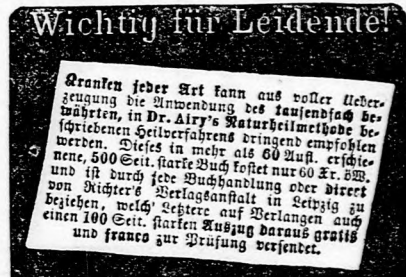 Wichtig für Leidende!
Kranken jeder Art kann aus voller Ueber-
zeugung die Anwendung des tausendfach be-
währten, in Dr. Airy's Naturheilmethode be-
schriebenen Heilverfahrens dringend empfohlen
werden. Dieses in mehr als 60 Aufl. erschie-
nene, 500 Seit. starke Buch kostet nur 60 Xr. öW.
und ist durch jede Buchhandlung oder direct
von Richter's Verlagsanstalt in Leipzig zu
beziehen, welch' Letztere auf Verlangen auch
einen 100 Seit. starken Auszug daraus gratis
und franco zur Prüfung versendet.